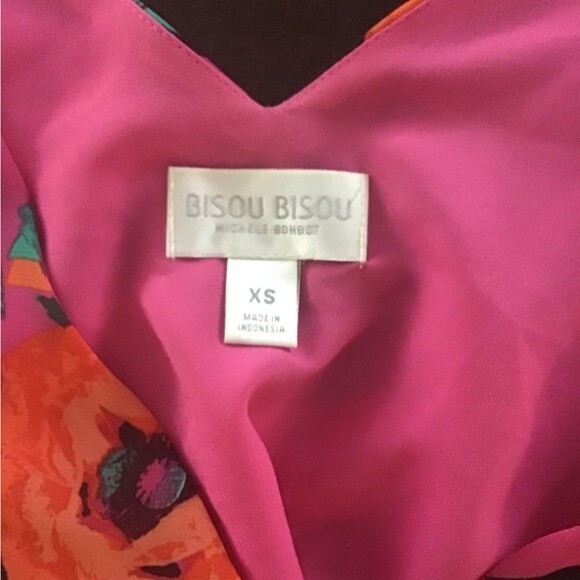 BISOU BISOU
MICHELE BOHBOT
XS
MADE IN
INDONESIA